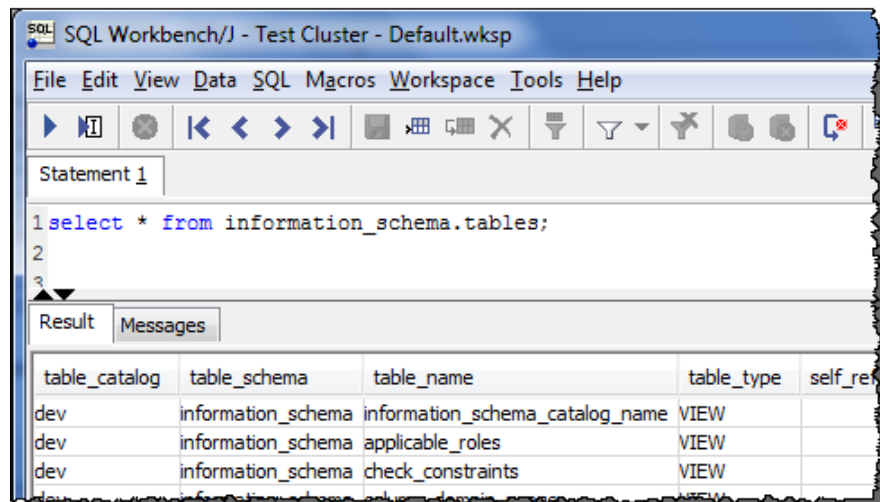 SQL Workbench/J - Test Cluster - Default.wksp
File Edit View Data SQL Macros Workspace Tools Help
Statement 1
1 select * from information_schema.tables;
2
3
Result Messages
table_catalog table_schema table_name table_type self_ref
dev information_schema information_schema_catalog_name VIEW
dev information_schema applicable_roles VIEW
dev information_schema check_constraints VIEW